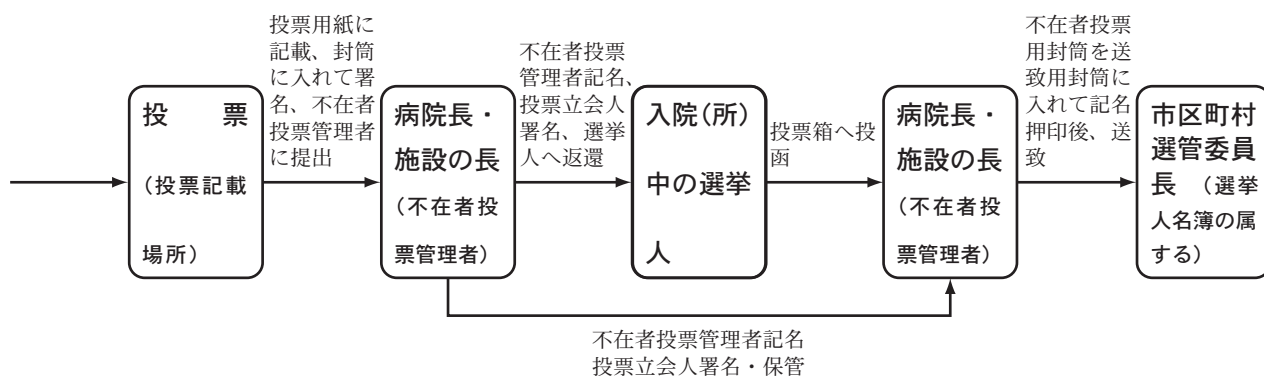 投票用紙に
記載、封筒
に入れて署
名、不在者
投票管理者
に提出
投　　票
（投票記載
場所）
不在者投票
管理者記名、
投票立会人
署名、選挙
人へ返還
病院長・
施設の長
（不在者投
票管理者）
入院（所）
中の選挙
人
投票箱へ投
函
病院長・
施設の長
（不在者投
票管理者）
不在者投票
用封筒を送
致用封筒に
入れて記名
押印後、送
致
市区町村
選管委員
長（選挙
人名簿の属
する）
不在者投票管理者記名
投票立会人署名・保管